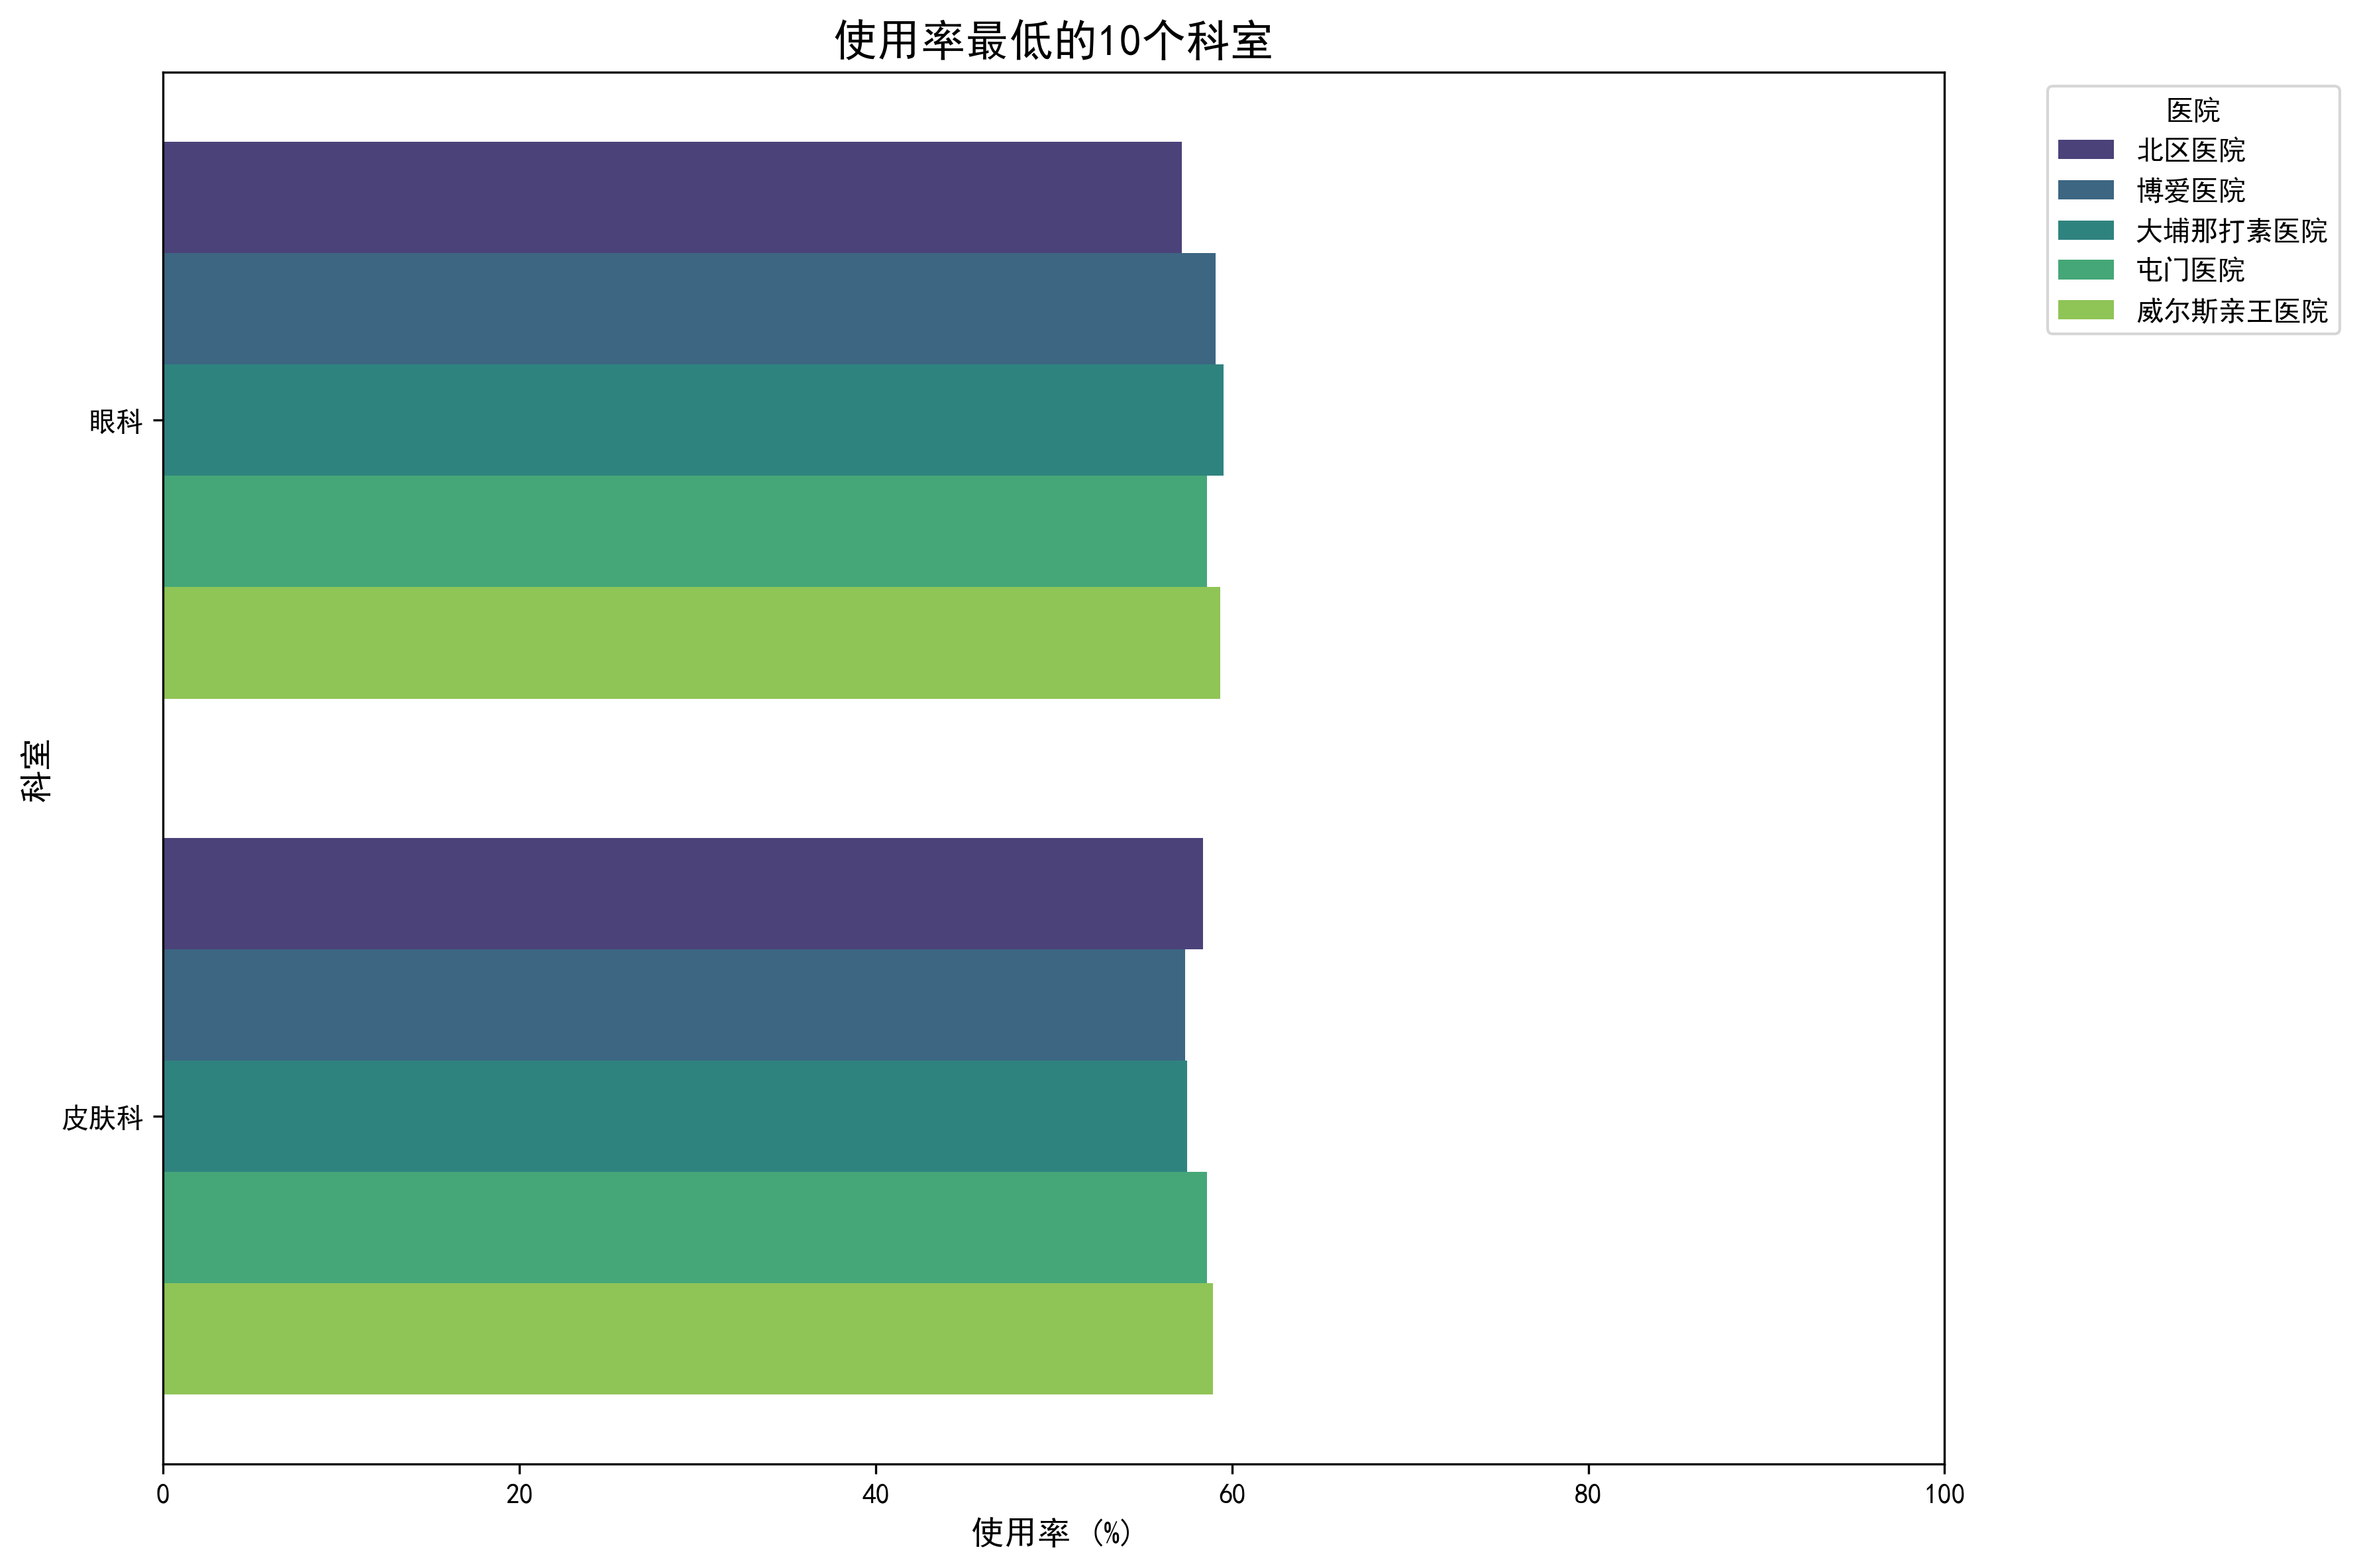 使用率最低的10个科室
医院
北区医院
博爱医院
大埔那打素医院
屯门医院
威尔斯亲王医院
眼科
科室
皮肤科
0 20 40 60 80 100
使用率 (%)